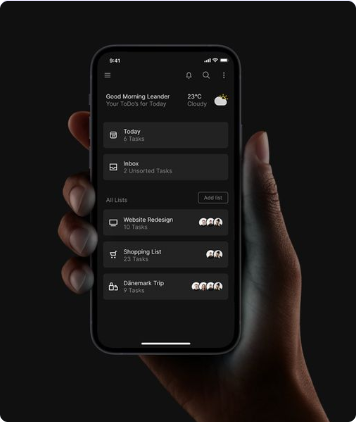 9:41
Good Morning Leander
Your ToDo's for Today
23°C
Cloudy
Today
6 Tasks
Inbox
2 Unsorted Tasks
All Lists
Add list
Website Redesign
10 Tasks
Shopping List
23 Tasks
Dänemark Trip
9 Tasks